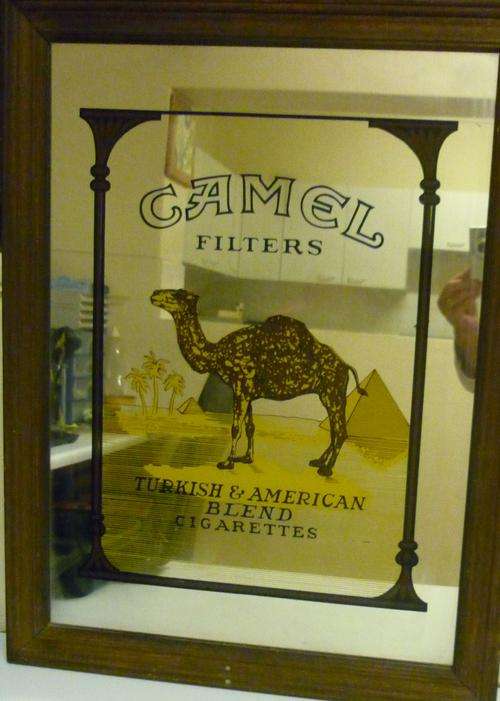 CAMEL
FILTERS
TURKISH & AMERICAN
BLEND
CIGARETTES